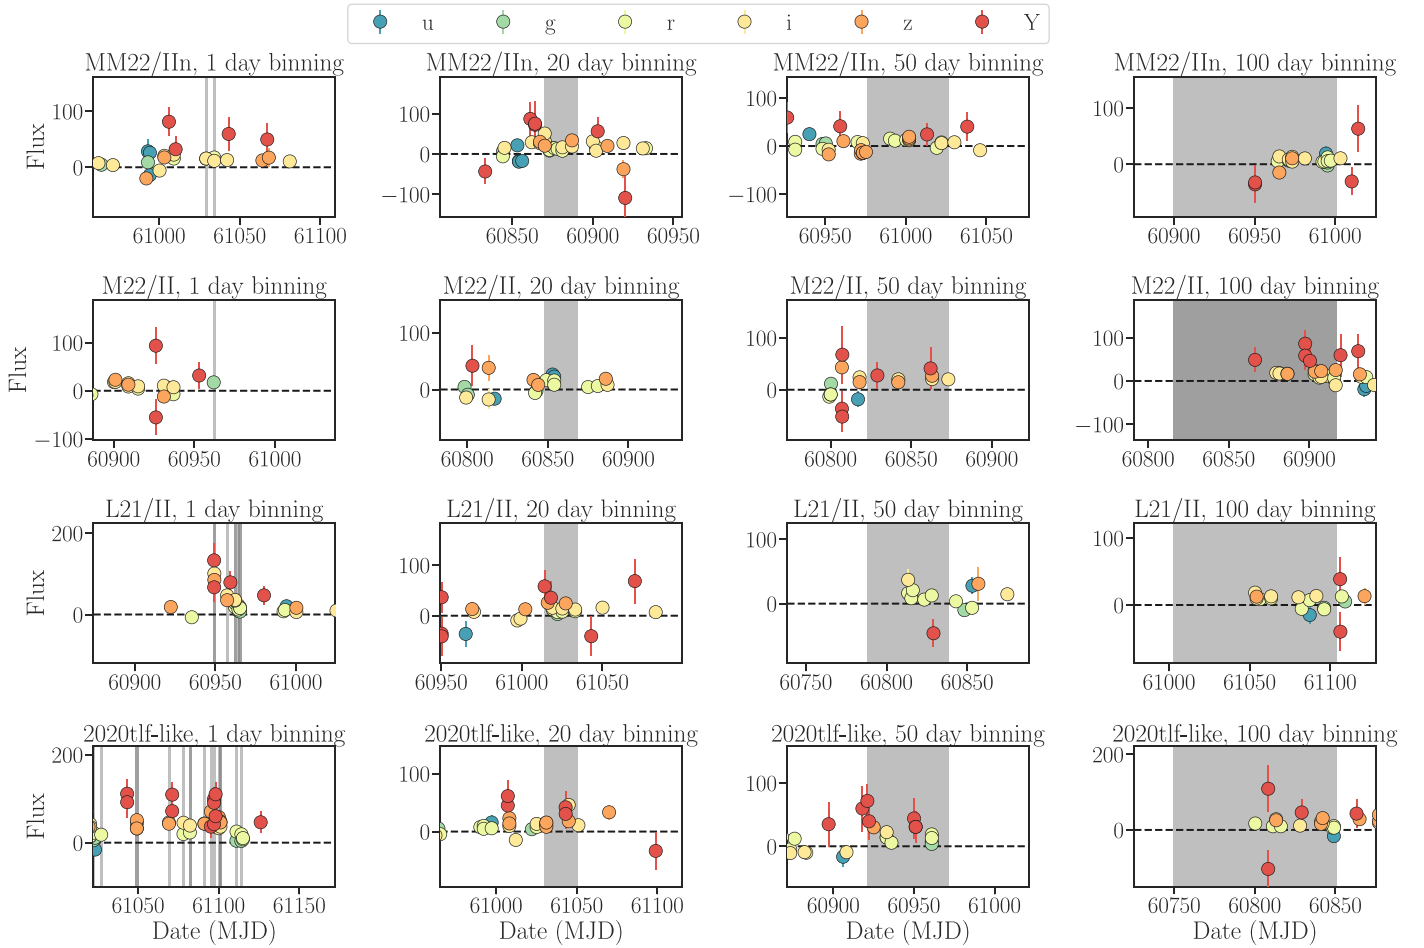 u g r i z Y
MM22/IIn, 1 day binning
MM22/IIn, 20 day binning
MM22/IIn, 50 day binning
MM22/IIn, 100 day binning
Flux
100
0
61000 61050 61100
100
0
−100
60850 60900 60950
100
0
−100
60950 61000 61050
100
0
60900 60950 61000
M22/II, 1 day binning
M22/II, 20 day binning
M22/II, 50 day binning
M22/II, 100 day binning
Flux
100
0
−100
60900 60950 61000
100
0
60800 60850 60900
100
0
60800 60850 60900
100
0
−100
60800 60850 60900
L21/II, 1 day binning
L21/II, 20 day binning
L21/II, 50 day binning
L21/II, 100 day binning
Flux
200
0
60900 60950 61000
100
0
60950 61000 61050
100
0
60750 60800 60850
100
0
61000 61050 61100
2020tlf-like, 1 day binning
2020tlf-like, 20 day binning
2020tlf-like, 50 day binning
2020tlf-like, 100 day binning
Flux
200
0
61050 61100 61150
Date (MJD)
100
0
61000 61050 61100
Date (MJD)
100
0
60900 60950 61000
Date (MJD)
200
100
0
60750 60800 60850
Date (MJD)